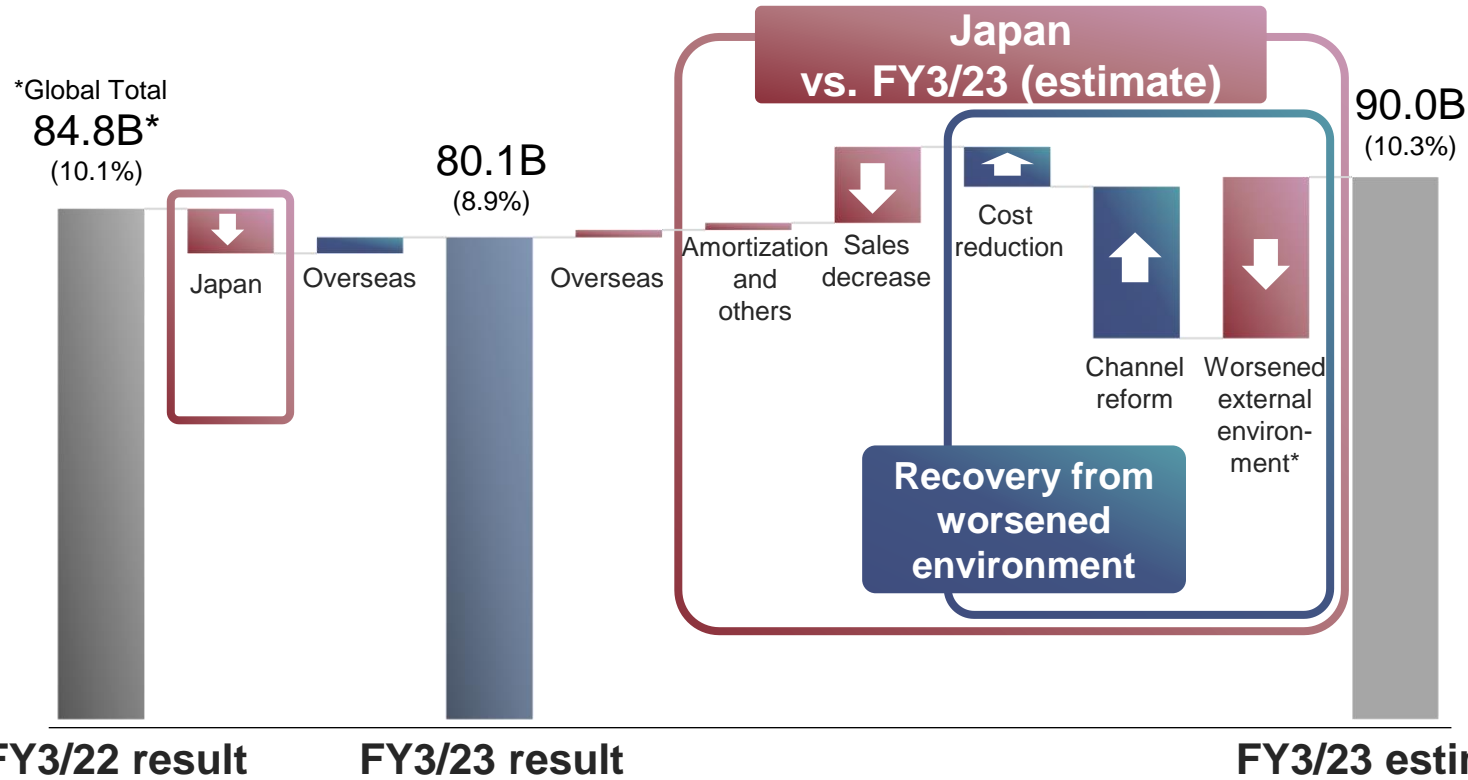 Japan
vs. FY3/23 (estimate)
*Global Total
84.8B*
(10.1%)
80.1B
(8.9%)
90.0B
(10.3%)
Japan
Overseas
Overseas
Amortization
and
others
Sales
decrease
Cost
reduction
Channel
reform
Worsened
external
environ-
ment*
Recovery from
worsened
environment
FY3/22 result
FY3/23 result
FY3/23